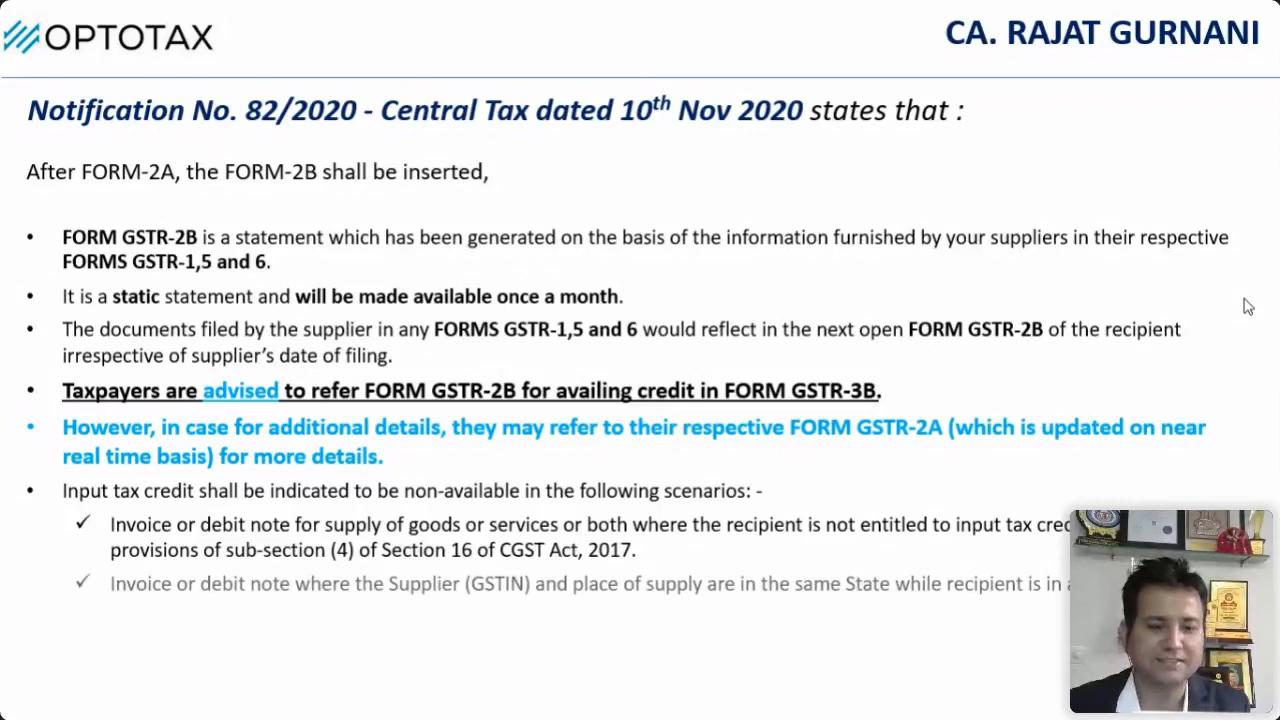 OPTOTAX
CA. RAJAT GURNANI
Notification No. 82/2020 - Central Tax dated 10th Nov 2020 states that :
After FORM-2A, the FORM-2B shall be inserted,
• FORM GSTR-2B is a statement which has been generated on the basis of the information furnished by your suppliers in their respective
FORMS GSTR-1,5 and 6.
• It is a static statement and will be made available once a month.
• The documents filed by the supplier in any FORMS GSTR-1,5 and 6 would reflect in the next open FORM GSTR-2B of the recipient
irrespective of supplier’s date of filing.
• Taxpayers are advised to refer FORM GSTR-2B for availing credit in FORM GSTR-3B.
• However, in case for additional details, they may refer to their respective FORM GSTR-2A (which is updated on near
real time basis) for more details.
• Input tax credit shall be indicated to be non-available in the following scenarios: -
✓ Invoice or debit note for supply of goods or services or both where the recipient is not entitled to input tax
provisions of sub-section (4) of Section 16 of CGST Act, 2017.
✓ Invoice or debit note where the Supplier (GSTIN) and place of supply are in the same State while recipient is in